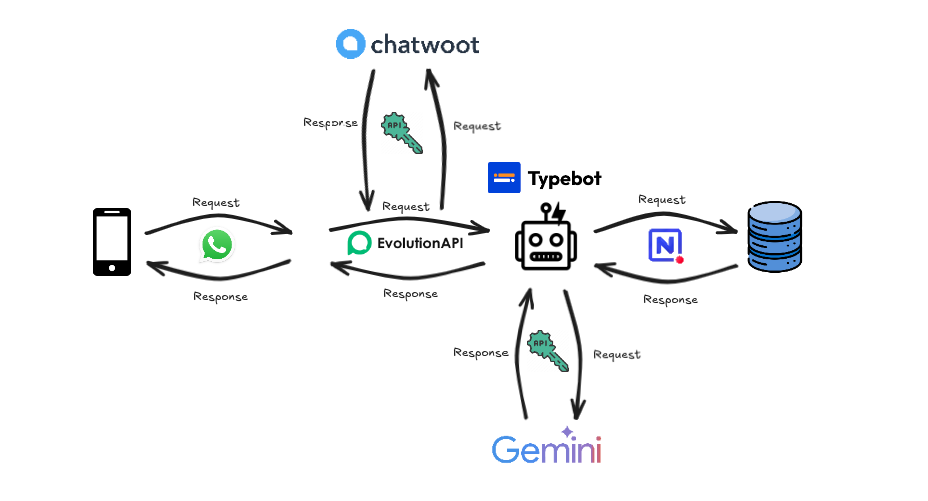 chatwoot
Response
API
Request
Typebot
Request
Request
Request
EvolutionAPI
N
Response
Response
Response
Response
API
Request
Gemini